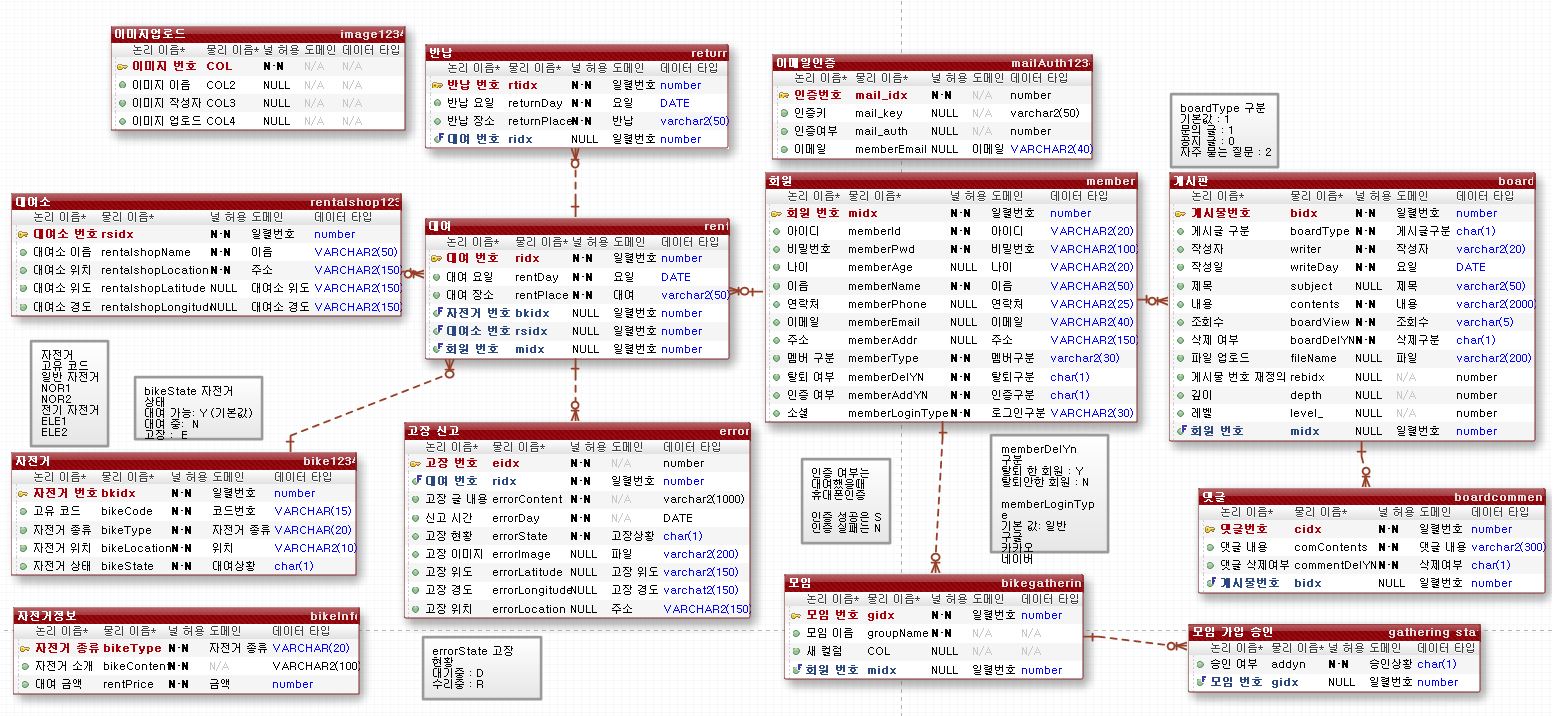 이미지업로드 image1234
논리 이름* 물리 이름* 널 허용 도메인 데이터 타입
이미지 번호 COL N-N N/A N/A
이미지 이름 COL2 NULL N/A N/A
이미지 작성자 COL3 NULL N/A N/A
이미지 업로드 COL4 NULL N/A N/A
반납 return
논리 이름* 물리 이름* 널 허용 도메인 데이터 타입
반납 번호 rtidx N-N 일렬번호 number
반납 요일 returnDay N-N 요일 DATE
반납 장소 returnPlace N-N 반납 varchar2(50)
대여 번호 ridx NULL 일렬번호 number
이메일인증 mailAuth123
논리 이름* 물리 이름* 널 허용 도메인 데이터 타입
인증번호 mail_idx N-N N/A number
인증키 mail_key N/A varchar2(50)
인증여부 mail_auth N-N N/A number
이메일 memberEmail NULL 이메일 VARCHAR2(40)
boardType 구분
기본값 : 1
문의 글 : 1
공지 글 : 0
자주 묻는 질문 : 2
대여소 rentalshop123
논리 이름* 물리 이름* 널 허용 도메인 데이터 타입
대여소 번호 rsidx N-N 일렬번호 number
대여소 이름 rentalshopName N-N 이름 VARCHAR2(50)
대여소 위치 rentalshopLocation N-N 주소 VARCHAR2(150
대여소 위도 rentalshopLatitude NULL 대여소 위도 VARCHAR2(150)
대여소 경도 rentalshopLongitud NULL 대여소 경도 VARCHAR2(150)
대여 rent
논리 이름* 물리 이름* 널 허용 도메인 데이터 타입
대여 번호 ridx N-N 일렬번호 number
대여 요일 rentDay N-N 요일 DATE
대여 장소 rentPlace N-N 대여 varchar2(50)
자전거 번호 bkidx NULL 일렬번호 number
대여소 번호 rsidx NULL 일렬번호 number
회원 번호 midx NULL 일렬번호 number
회원 member
논리 이름* 물리 이름* 널 허용 도메인 데이터 타입
회원 번호 midx N-N 일렬번호 number
아이디 memberId N-N 아이디 VARCHAR2(20)
비밀번호 memberPwd N-N 비밀번호 VARCHAR2(100
나이 memberAge NULL 나이 VARCHAR2(20)
이름 memberName N-N 이름 VARCHAR2(50)
연락처 memberPhone NULL 연락처 VARCHAR2(25)
이메일 memberEmail NULL 이메일 VARCHAR2(40)
주소 memberAddr NULL 주소 VARCHAR2(150
멤버 구분 memberType N-N 멤버구분 varchar2(30)
탈퇴 여부 memberDelYN N-N 탈퇴구분 char(1)
인증 여부 memberAddYN N-N 인증구분 char(1)
소셜 memberLoginType N-N 로그인구분 VARCHAR2(30)
게시판 board
논리 이름* 물리 이름* 널 허용 도메인 데이터 타입
게시물번호 bidx N-N 일렬번호 number
게시글 구분 boardType N-N 게시글구분 char(1)
작성자 writer N-N 작성자 varchar2(20)
작성일 writeDay N-N 요일 DATE
제목 subject NULL 제목 varchar2(50)
내용 contents N-N 내용 varchar2(2000)
조회수 boardView N-N 조회수 varchar(5)
삭제 여부 boardDelYN N-N 삭제구분 char(1)
파일 업로드 fileName NULL 파일 varchar2(200)
게시물 번호 재정의 rebidx NULL N/A number
깊이 depth NULL N/A number
레벨 level_ NULL N/A number
회원 번호 midx NULL 일렬번호 number
자전거
고유 코드
일반 자전거
NOR1
NOR2
전기 자전거
ELE1
ELE2
bikeState 자전거
상태
대여 가능: Y (기본값)
대여 중: N
고장 : E
자전거 bike1234
논리 이름* 물리 이름* 널 허용 도메인 데이터 타입
자전거 번호 bkidx N-N 일렬번호 number
고유 코드 bikeCode N-N 코드번호 VARCHAR(15)
자전거 종류 bikeType N-N 자전거 종류 VARCHAR(20)
자전거 위치 bikeLocation N-N 위치 VARCHAR2(10)
자전거 상태 bikeState N-N 대여상황 char(1)
고장 신고 error
논리 이름* 물리 이름* 널 허용 도메인 데이터 타입
고장 번호 eidx N-N N/A number
대여 번호 ridx N-N 일렬번호 number
고장 글 내용 errorContent N-N N/A varchar2(1000)
신고 시간 errorDay N-N N/A DATE
고장 현황 errorState N-N 고장상황 char(1)
고장 이미지 errorImage NULL 파일 varchar2(200)
고장 위도 errorLatitude NULL 고장 위도 varchat2(150)
고장 경도 errorLongitude NULL 고장 경도 varchat2(150)
고장 위치 errorLocation NULL 주소 VARCHAR2(150)
인증 여부는
대여했을때
휴대폰인증
인증 성공은 S
인증 실패는 N
memberDelYn
구분
탈퇴 한 회원 : Y
탈퇴안한 회원 : N
memberLoginTyp
e
기본 값: 일반
구글
카카오
네이버
댓글 boardcommen
논리 이름* 물리 이름* 널 허용 도메인 데이터 타입
댓글번호 cidx N-N 일렬번호 number
댓글 내용 comContents N-N 댓글 내용 varchar2(300)
댓글 삭제여부 commentDelYN N-N 삭제여부 char(1)
게시물번호 bidx NULL 일렬번호 number
자전거정보 bikeInfo
논리 이름* 물리 이름* 널 허용 도메인 데이터 타입
자전거 종류 bikeType N-N 자전거 종류 VARCHAR(20)
자전거 소개 bikeContent N-N N/A VARCHAR2(100)
대여 금액 rentPrice N-N 금액 number
errorState 고장
현황
대기중 : D
수리중 : R
모임 bikegatherin
논리 이름* 물리 이름* 널 허용 도메인 데이터 타입
모임 번호 gidx N-N 일렬번호 number
모임 이름 groupName N-N N/A N/A
새 컬럼 COL NULL N/A N/A
회원 번호 midx NULL 일렬번호 number
모임 가입 승인 gathering sta
논리 이름* 물리 이름* 널 허용 도메인 데이터 타입
승인 여부 addyn N-N 승인상황 char(1)
모임 번호 gidx NULL 일렬번호 number